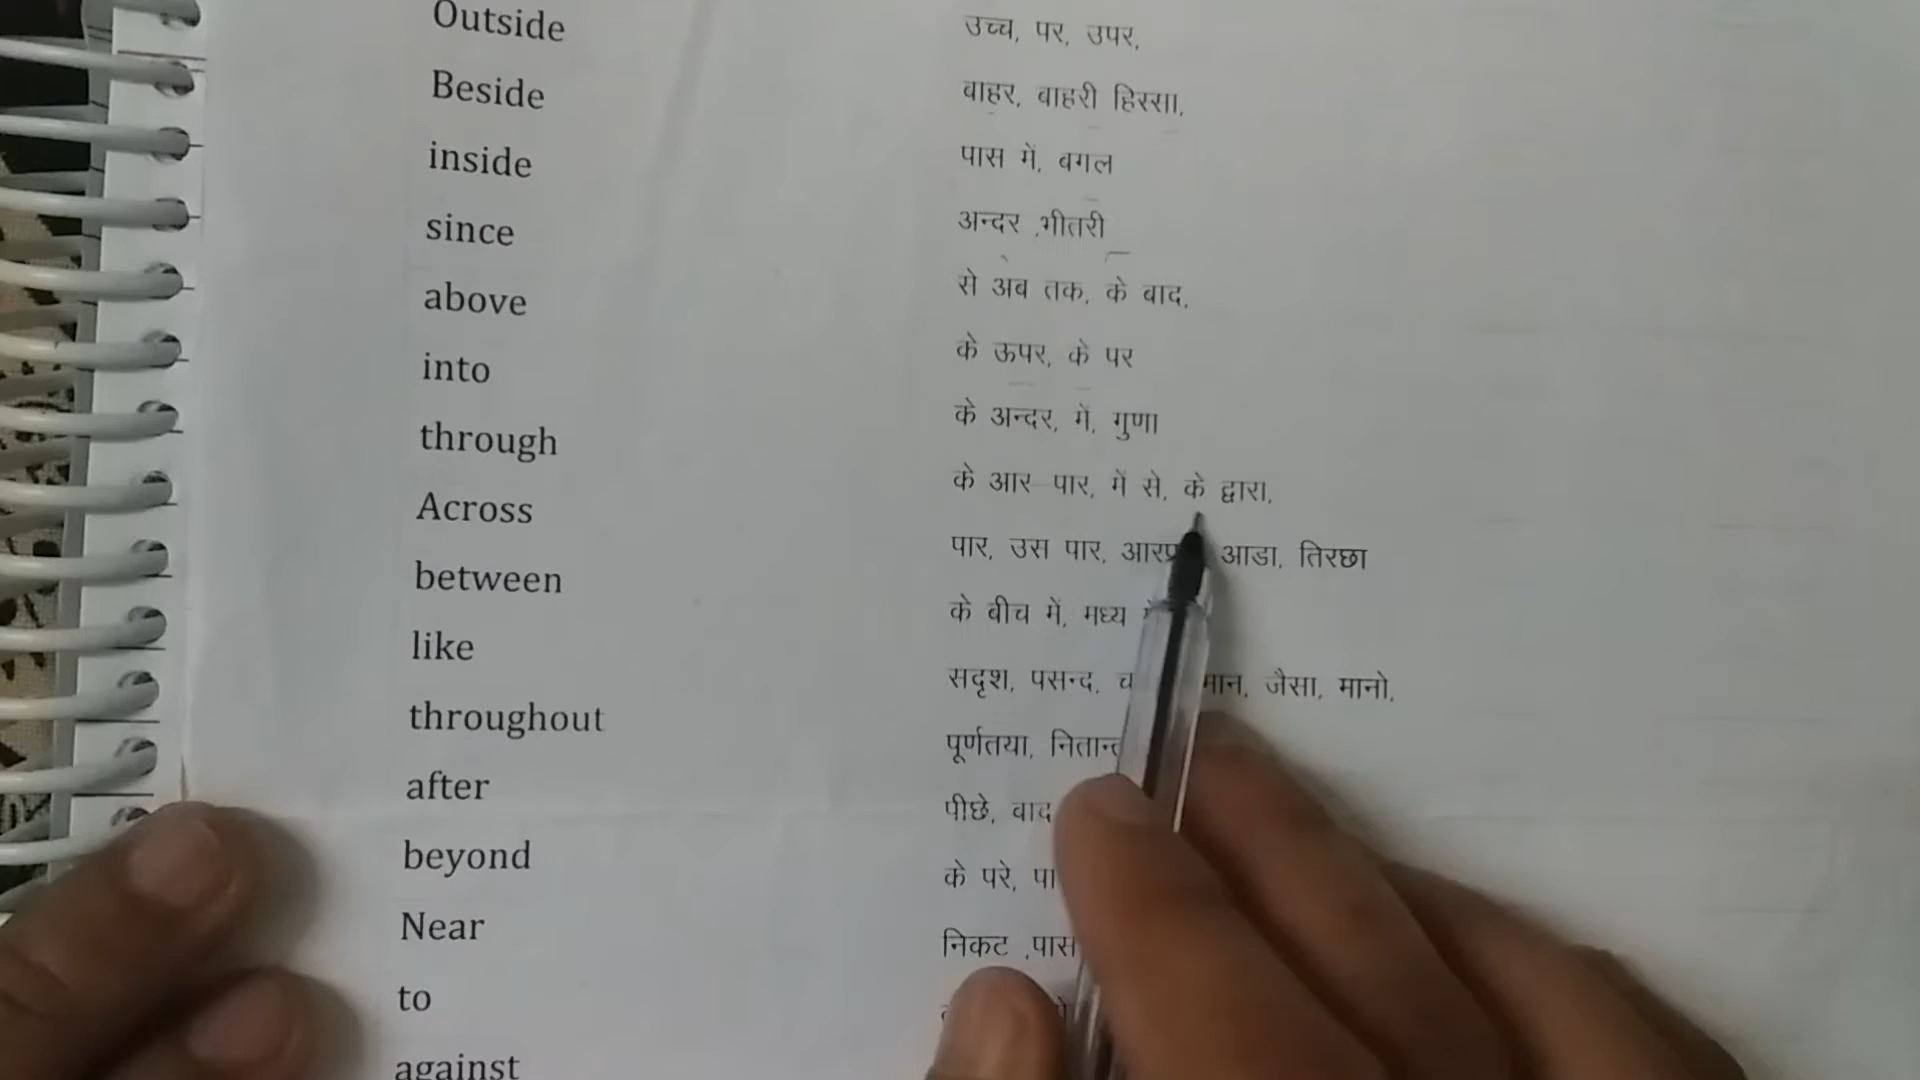 Outside
Beside
inside
since
above
into
through
Across
between
like
throughout
after
beyond
Near
to
against
उच्च, पर, उपर,
बाहर, बाहरी हिस्सा,
पास में, बगल
अन्दर ,भीतरी
से अब तक, के बाद,
के ऊपर, के पर
के अन्दर, में, गुणा
के आर पार, में से, के द्वारा,
पार, उस पार, आडा, तिरछा
के बीच में, मध्य
सदृश, पसन्द, जैसा, मानो,
पूर्णतया,
पीछे, बाद
के परे,
निकट ,पास